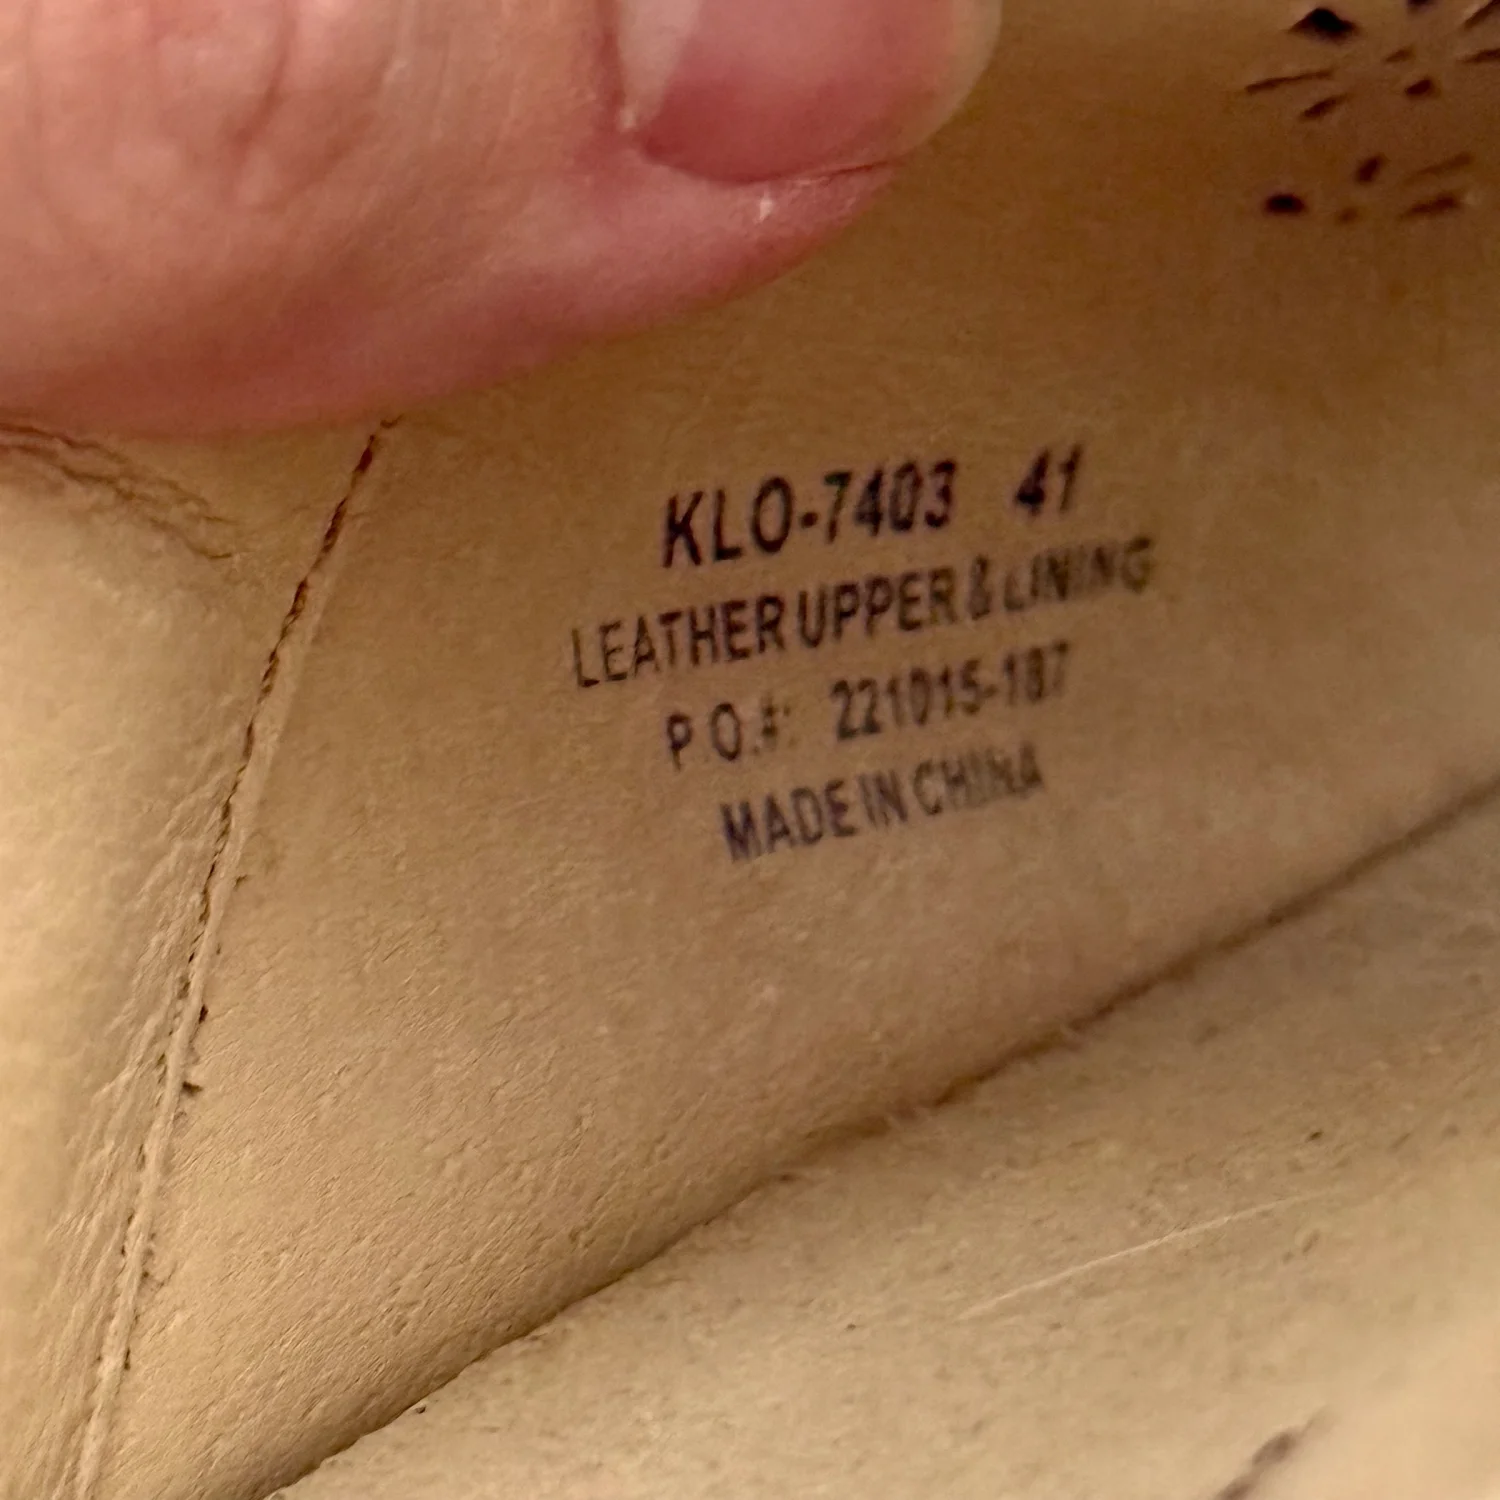 KLO-7403 41
LEATHER UPPER & LINING
P.O.#: 221015-187
MADE IN CHINA